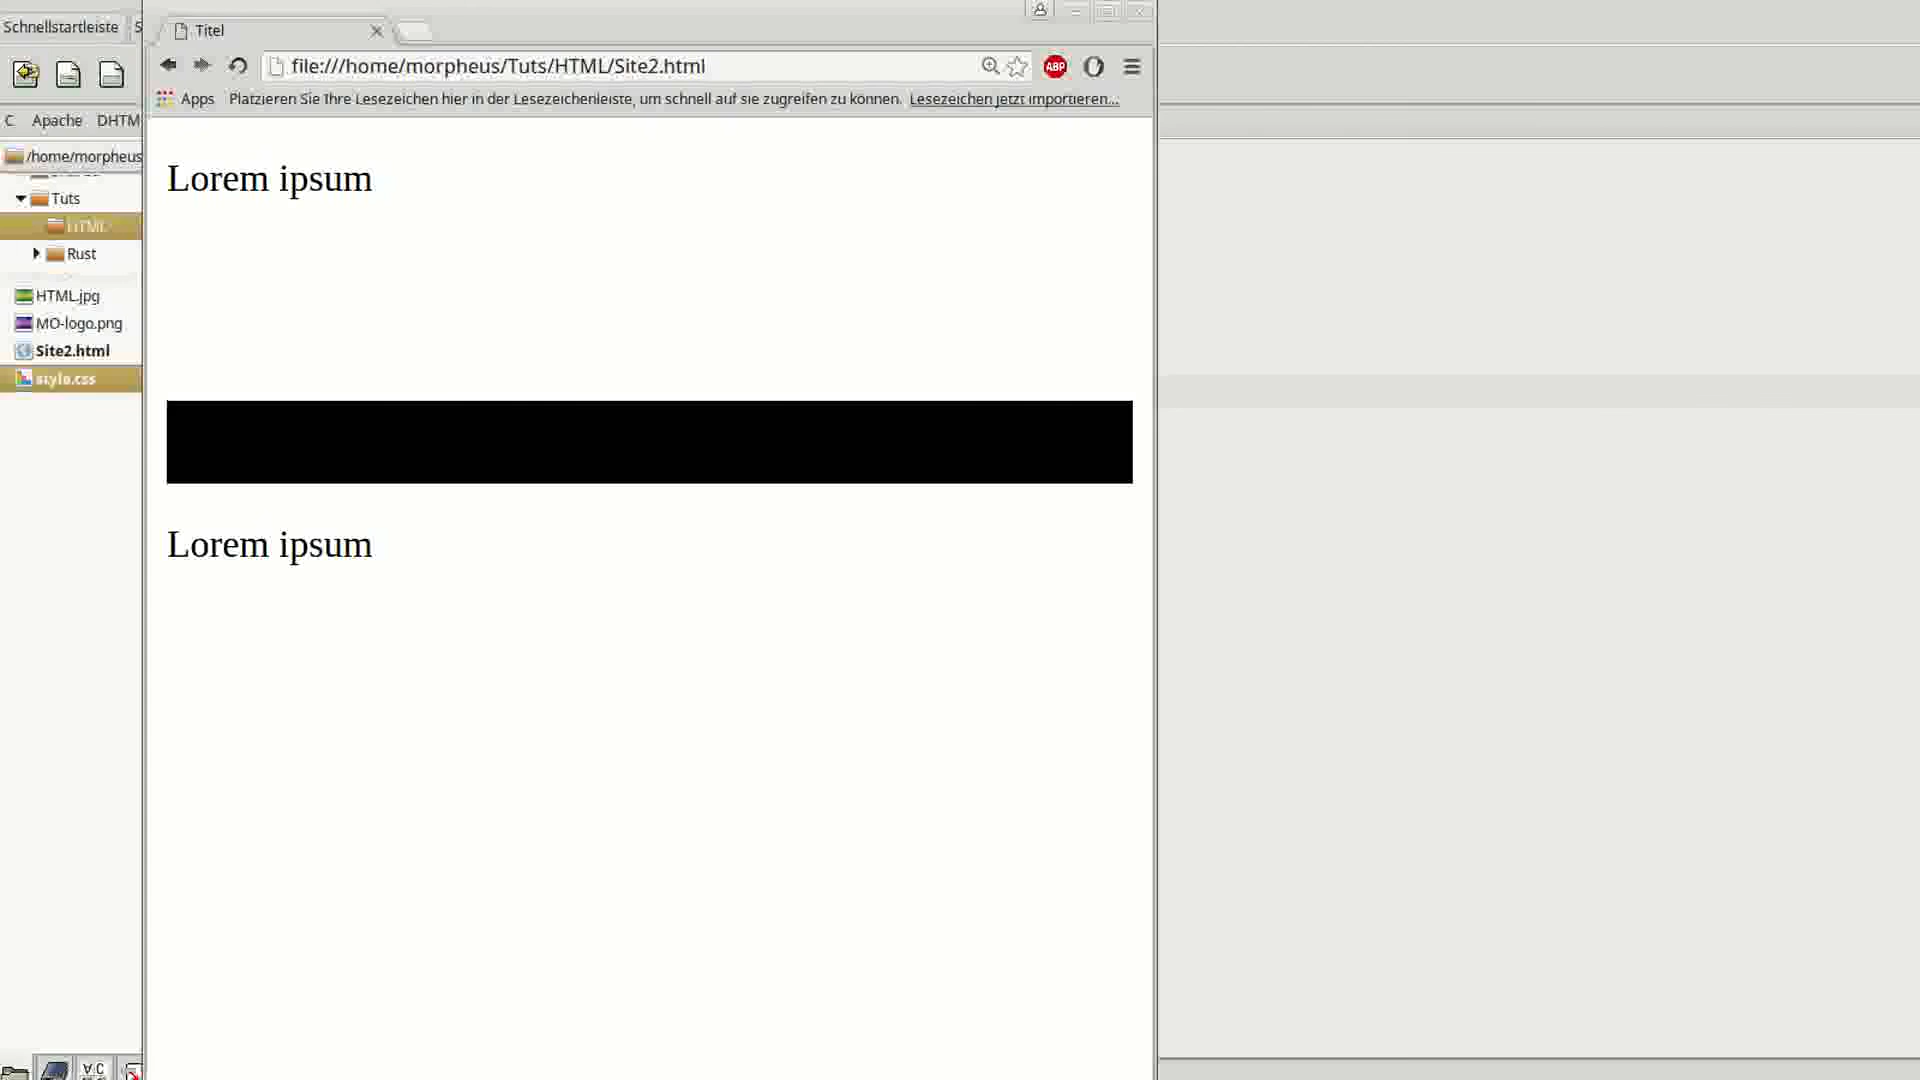 Schnellstartleiste S
Titel
file:///home/morpheus/Tuts/HTML/Site2.html
ABP
Apps Platzieren Sie Ihre Lesezeichen hier in der Lesezeichenleiste, um schnell auf sie zugreifen zu können. Lesezeichen jetzt importieren...
C Apache DHTM
/home/morpheus
Tuts
HTML
Rust
HTML.jpg
MO-logo.png
Site2.html
style.css
Lorem ipsum
Lorem ipsum